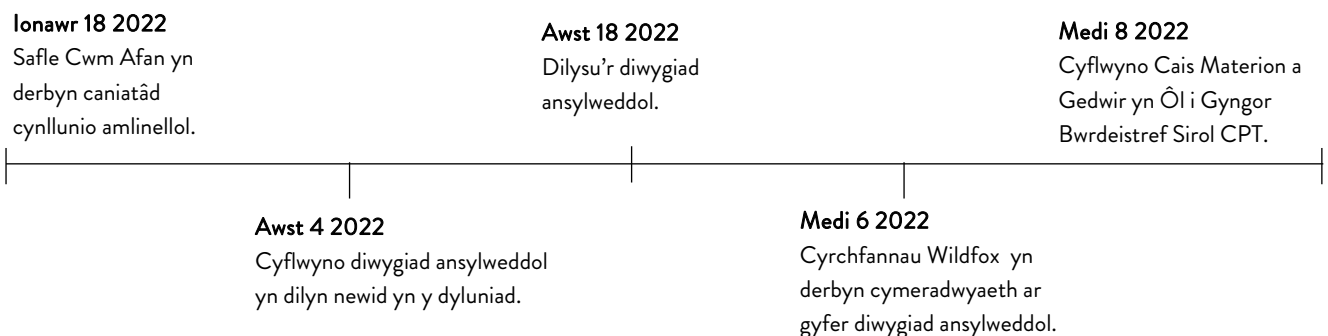 Ionawr 18 2022
Safle Cwm Afan yn
derbyn caniatâd
cynllunio amlinellol.
Awst 4 2022
Cyflwyno diwygiad ansylweddol
yn dilyn newid yn y dyluniad.
Awst 18 2022
Dilysu’r diwygiad
ansylweddol.
Medi 6 2022
Cyrchfannau Wildfox yn
derbyn cymeradwyaeth ar
gyfer diwygiad ansylweddol.
Medi 8 2022
Cyflwyno Cais Materion a
Gedwir yn Ôl i Gyngor
Bwrdeistref Sirol CPT.